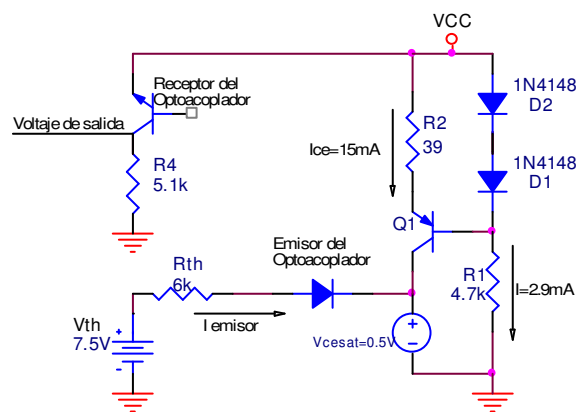 VCC
Receptor del
Optoacoplador
Voltaje de salida
R4
5.1k
Ice=15mA
R2
39
1N4148
D2
1N4148
D1
Q1
R1
4.7k
I=2.9mA
Emisor del
Optoacoplador
Rth
6k
I emisor
Vth
7.5V
Vcesat=0.5V
+
-
+
-